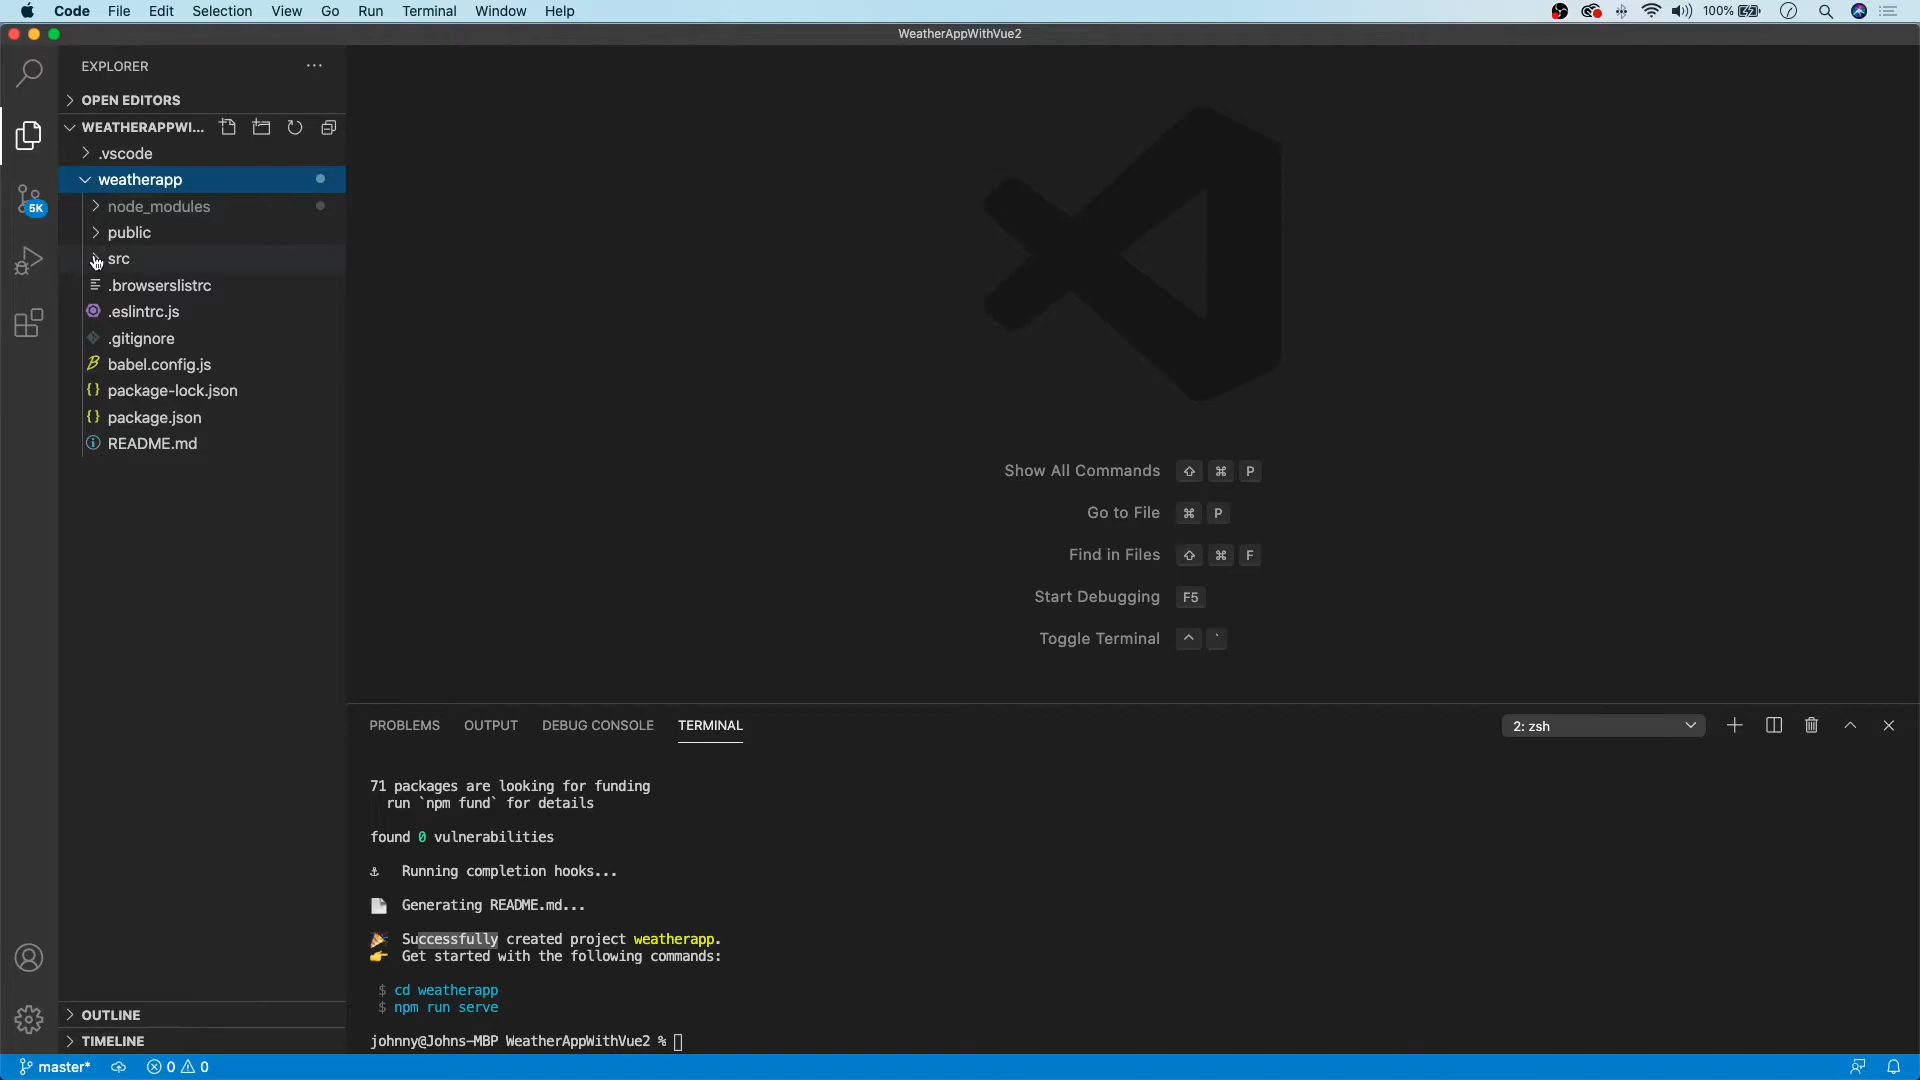 Code File Edit Selection View Go Run Terminal Window Help 100%
WeatherAppWithVue2
EXPLORER
OPEN EDITORS
WEATHERAPPWI...
.vscode
weatherapp
node_modules
public
src
.browserslistrc
.eslintrc.js
.gitignore
babel.config.js
package-lock.json
package.json
README.md
5K
Show All Commands ⇧ ⌘ P
Go to File ⌘ P
Find in Files ⇧ ⌘ F
Start Debugging F5
Toggle Terminal ^ `
PROBLEMS OUTPUT DEBUG CONSOLE TERMINAL 2: zsh
71 packages are looking for funding
run `npm fund` for details
found 0 vulnerabilities
⚓ Running completion hooks...
📄 Generating README.md...
🎉 Successfully created project weatherapp.
👉 Get started with the following commands:
$ cd weatherapp
$ npm run serve
johnny@Johns-MBP WeatherAppWithVue2 %
OUTLINE
TIMELINE
master* 0 0